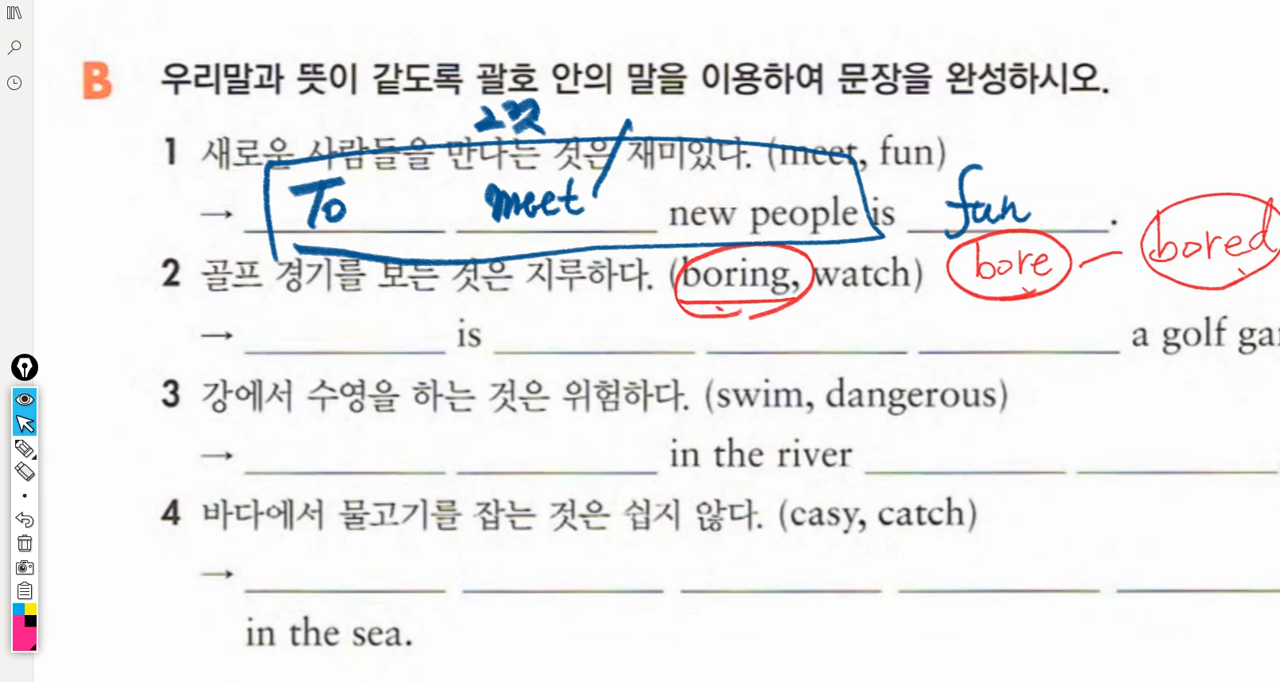 B 우리말과 뜻이 같도록 괄호 안의 말을 이용하여 문장을 완성하시오.
1 새로운 사람들을 만나는 것은 재미있다. (meet, fun)
→ To meet new people is fun.
bore - bored
2 골프 경기를 보는 것은 지루하다. (boring, watch)
→ is a golf
3 강에서 수영을 하는 것은 위험하다. (swim, dangerous)
→ in the river
4 바다에서 물고기를 잡는 것은 쉽지 않다. (easy, catch)
→
in the sea.